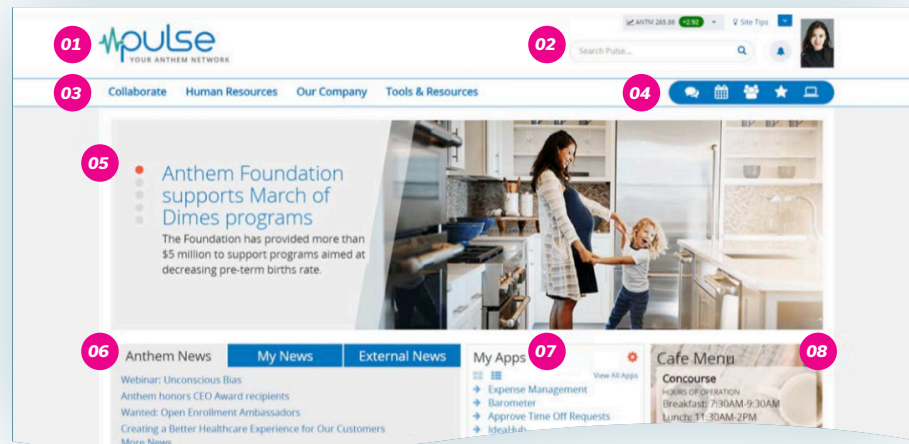 ANTM 265.86 +2.92
Site Tips
01
pulse
YOUR ANTHEM NETWORK
02
Search Pulse...
03
Collaborate Human Resources Our Company Tools & Resources
04
05
Anthem Foundation
supports March of
Dimes programs
The Foundation has provided more than
$5 million to support programs aimed at
decreasing pre-term births rate.
06
Anthem News My News External News
Webinar: Unconscious Bias
Anthem honors CEO Award recipients
Wanted: Open Enrollment Ambassadors
Creating a Better Healthcare Experience for Our Customers
More News
My Apps
07
View All Apps
Expense Management
Barometer
Approve Time Off Requests
IdeaHub
Cafe Menu
08
Concourse
HOURS OF OPERATION
Breakfast: 7:30AM-9:30AM
Lunch: 11:30AM-2PM